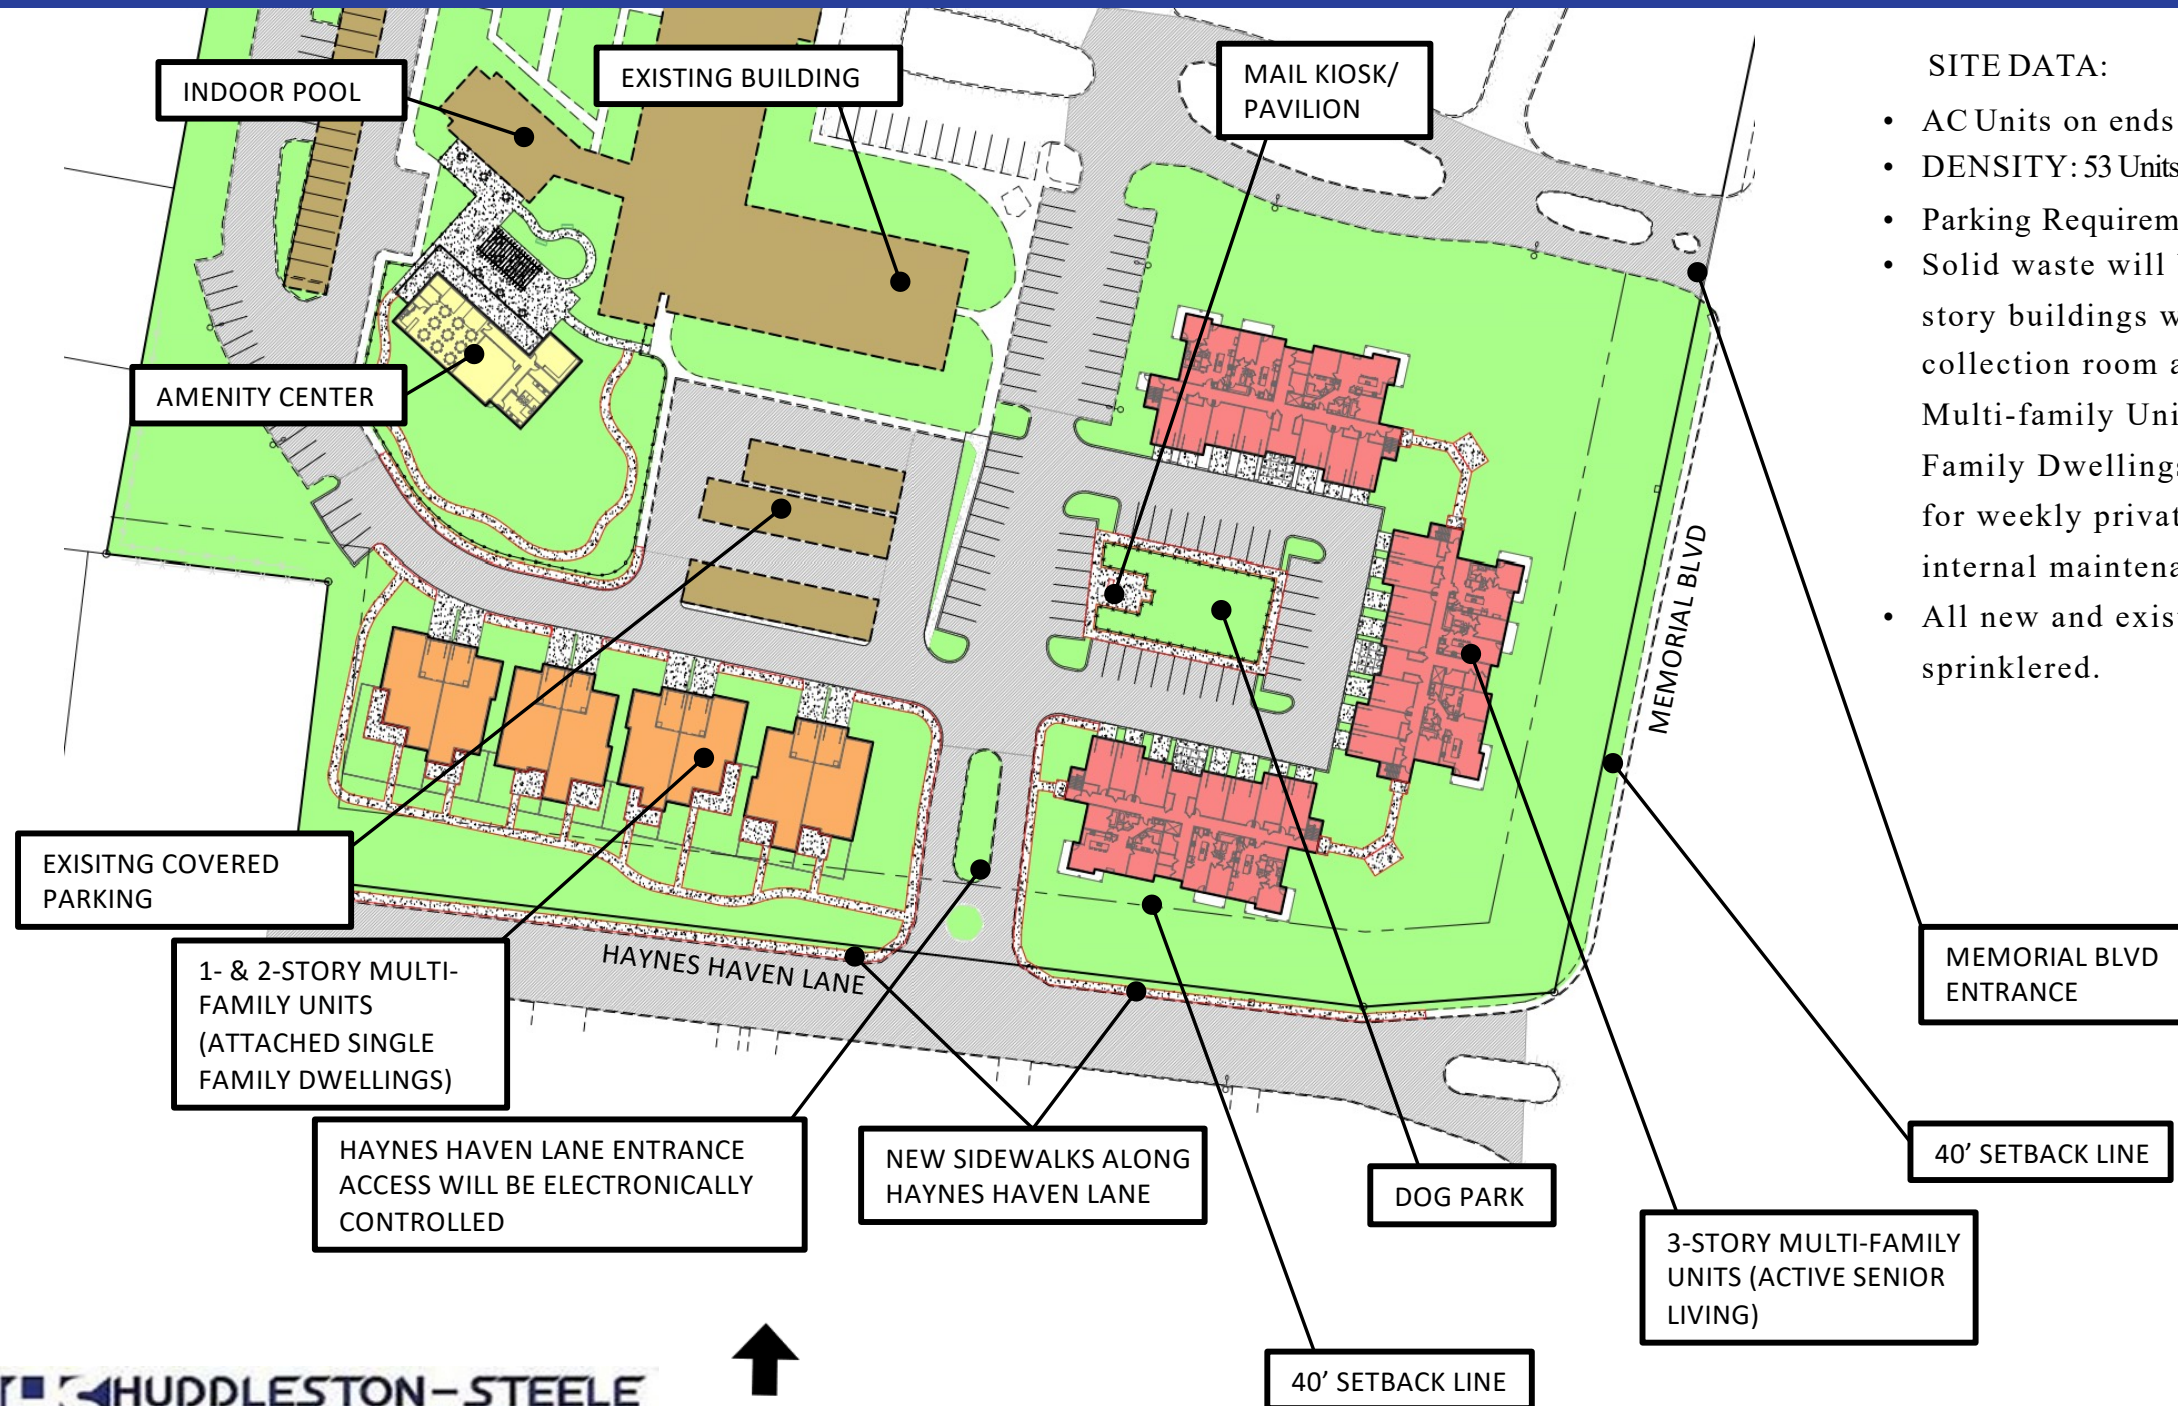 INDOOR POOL
EXISTING BUILDING
MAIL KIOSK/
PAVILION
SITE DATA:
• AC Units on ends
• DENSITY: 53 Units
• Parking Requirem
• Solid waste will
story buildings w
collection room a
Multi-family Uni
Family Dwellings
for weekly privat
internal maintena
• All new and exis
sprinklered.
AMENITY CENTER
MEMORIAL BLVD
EXISITNG COVERED
PARKING
1- & 2-STORY MULTI-
FAMILY UNITS
(ATTACHED SINGLE
FAMILY DWELLINGS)
HAYNES HAVEN LANE
MEMORIAL BLVD
ENTRANCE
HAYNES HAVEN LANE ENTRANCE
ACCESS WILL BE ELECTRONICALLY
CONTROLLED
NEW SIDEWALKS ALONG
HAYNES HAVEN LANE
DOG PARK
40’ SETBACK LINE
3-STORY MULTI-FAMILY
UNITS (ACTIVE SENIOR
LIVING)
40’ SETBACK LINE
HUDDLESTON-STEELE